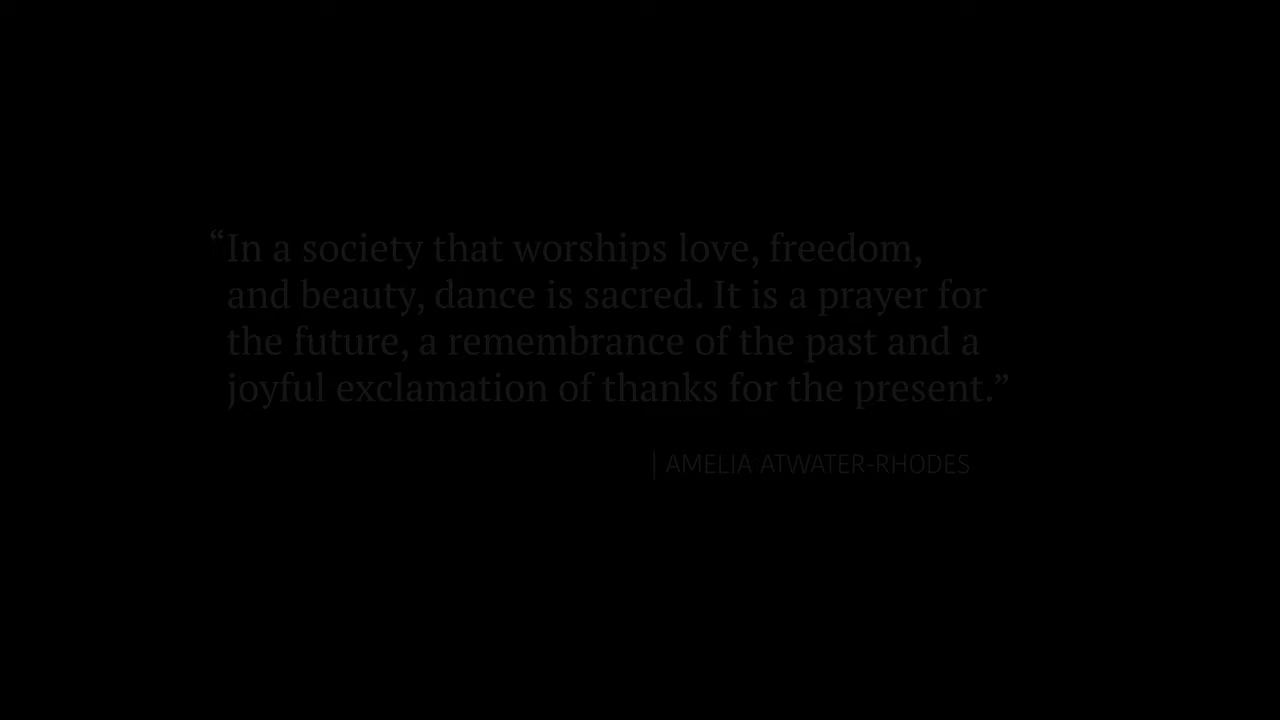 “In a society that worships love, freedom,
and beauty, dance is sacred. It is a prayer for
the future, a remembrance of the past and a
joyful exclamation of thanks for the present.”
| AMELIA ATWATER-RHODES